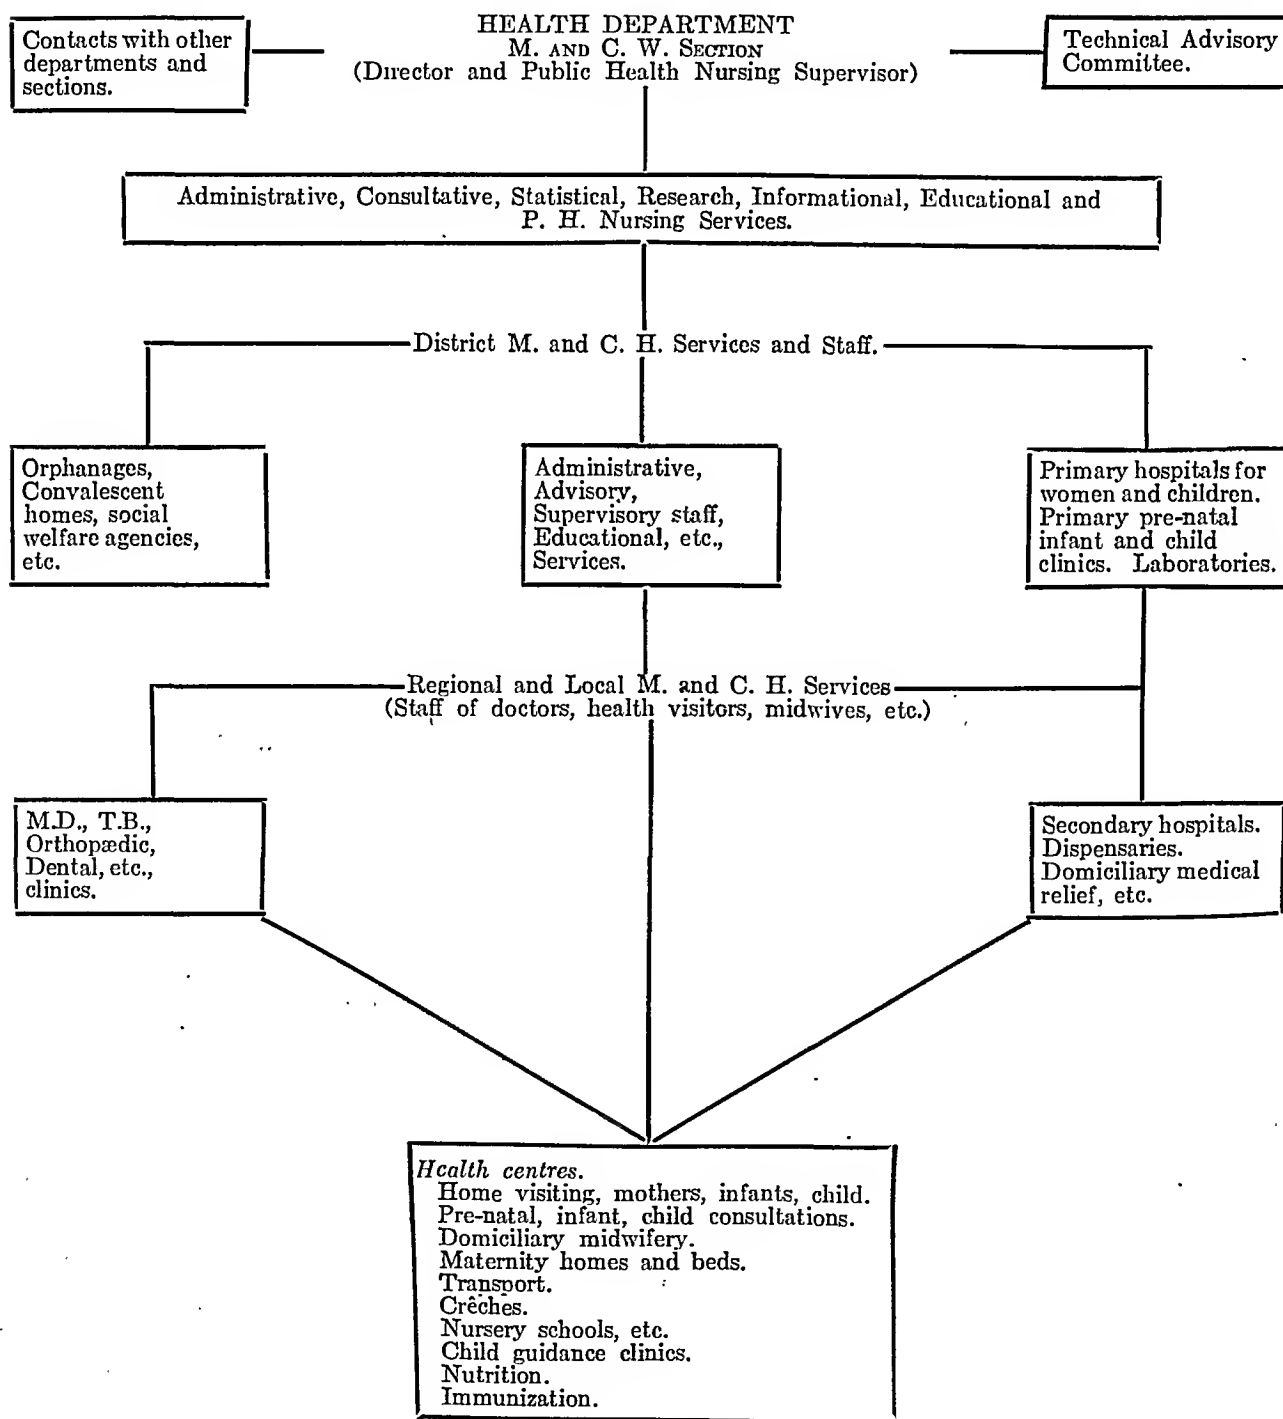 Contacts with other
departments and
sections.
HEALTH DEPARTMENT
M. AND C. W. SECTION
(Director and Public Health Nursing Supervisor)
Technical Advisory
Committee.
Administrative, Consultative, Statistical, Research, Informational, Educational and
P. H. Nursing Services.
District M. and C. H. Services and Staff.
Orphanages,
Convalescent
homes, social
welfare agencies,
etc.
Administrative,
Advisory,
Supervisory staff,
Educational, etc.,
Services.
Primary hospitals for
women and children.
Primary pre-natal
infant and child
clinics. Laboratories.
Regional and Local M. and C. H. Services
(Staff of doctors, health visitors, midwives, etc.)
M.D., T.B.,
Orthopædic,
Dental, etc.,
clinics.
Secondary hospitals.
Dispensaries.
Domiciliary medical
relief, etc.
Health centres.
Home visiting, mothers, infants, child.
Pre-natal, infant, child consultations.
Domiciliary midwifery.
Maternity homes and beds.
Transport.
Crêches.
Nursery schools, etc.
Child guidance clinics.
Nutrition.
Immunization.